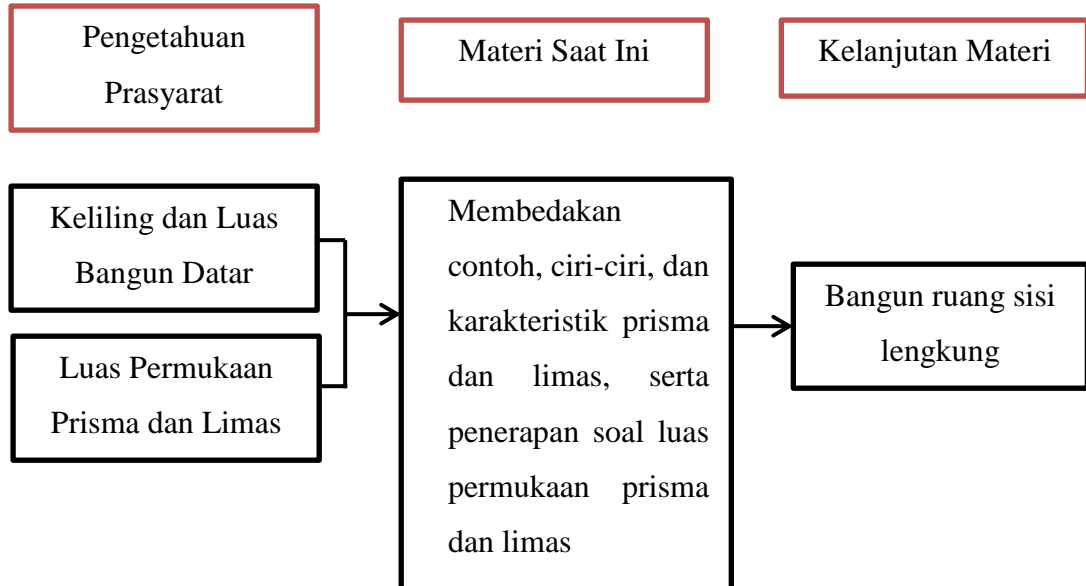 Pengetahuan
Prasyarat
Materi Saat Ini
Kelanjutan Materi
Keliling dan Luas
Bangun Datar
Luas Permukaan
Prisma dan Limas
Membedakan
contoh, ciri-ciri, dan
karakteristik prisma
dan limas, serta
penerapan soal luas
permukaan prisma
dan limas
Bangun ruang sisi
lengkung